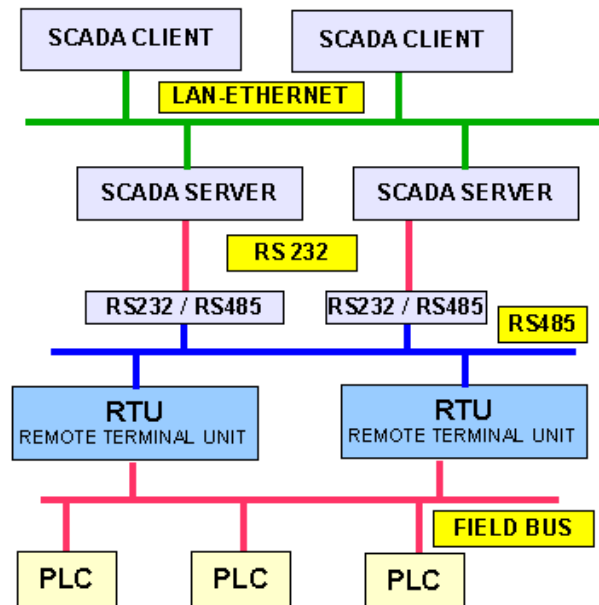 SCADA CLIENT
SCADA CLIENT
LAN-ETHERNET
SCADA SERVER
SCADA SERVER
RS 232
RS232 / RS485
RS232 / RS485
RS485
RTU
REMOTE TERMINAL UNIT
RTU
REMOTE TERMINAL UNIT
FIELD BUS
PLC
PLC
PLC